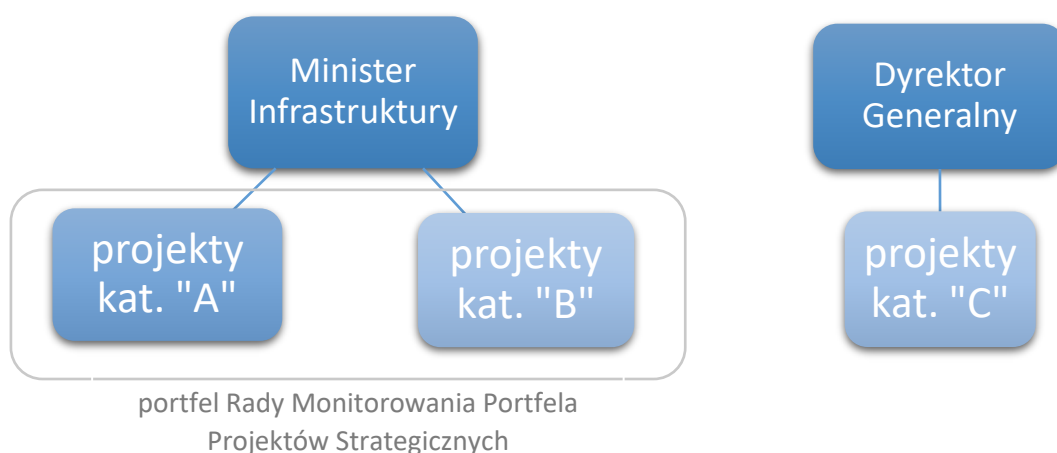 Minister
Infrastruktury
Dyrektor
Generalny
projekty
kat. "A"
projekty
kat. "B"
projekty
kat. "C"
portfel Rady Monitorowania Portfela
Projektów Strategicznych